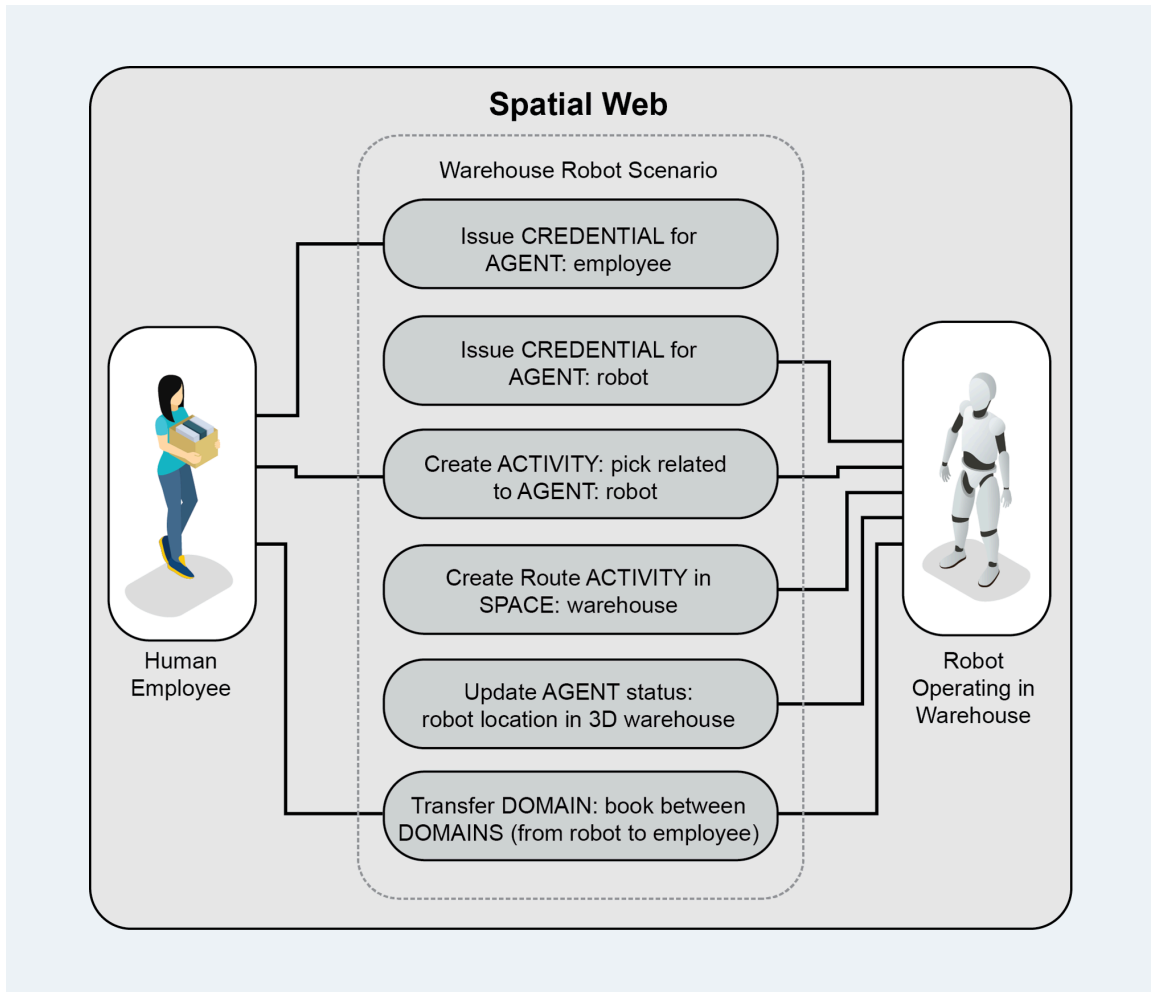 Spatial Web
Warehouse Robot Scenario
Issue CREDENTIAL for
AGENT: employee
Issue CREDENTIAL for
AGENT: robot
Create ACTIVITY: pick related
to AGENT: robot
Create Route ACTIVITY in
SPACE: warehouse
Update AGENT status:
robot location in 3D warehouse
Transfer DOMAIN: book between
DOMAINS (from robot to employee)
Human
Employee
Robot
Operating in
Warehouse